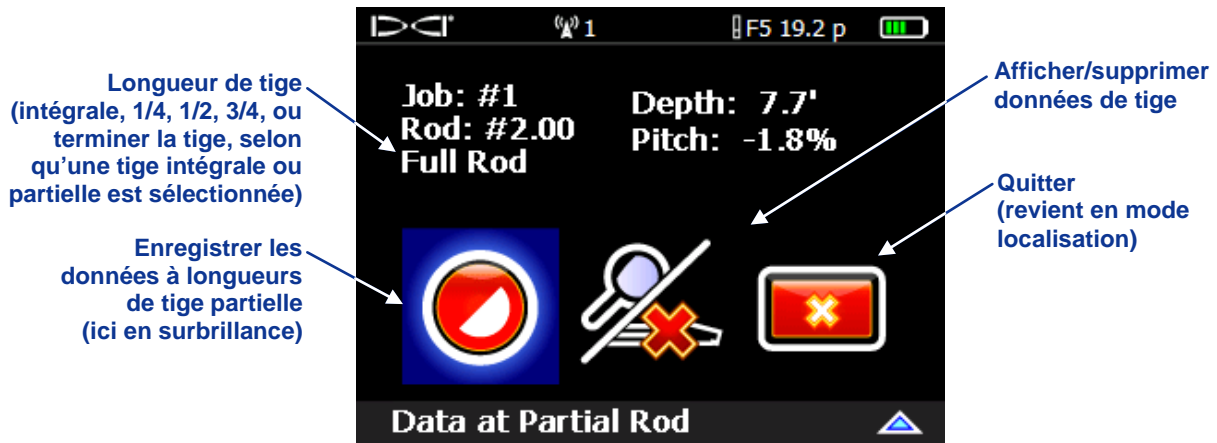 DCI
1
F5 19.2 p
Longueur de tige
(intégrale, 1/4, 1/2, 3/4, ou
terminer la tige, selon
qu’une tige intégrale ou
partielle est sélectionnée)
Job: #1
Rod: #2.00
Full Rod
Depth: 7.7'
Pitch: -1.8%
Afficher/supprimer
données de tige
Quitter
(revient en mode
localisation)
Enregistrer les
données à longueurs
de tige partielle
(ici en surbrillance)
Data at Partial Rod